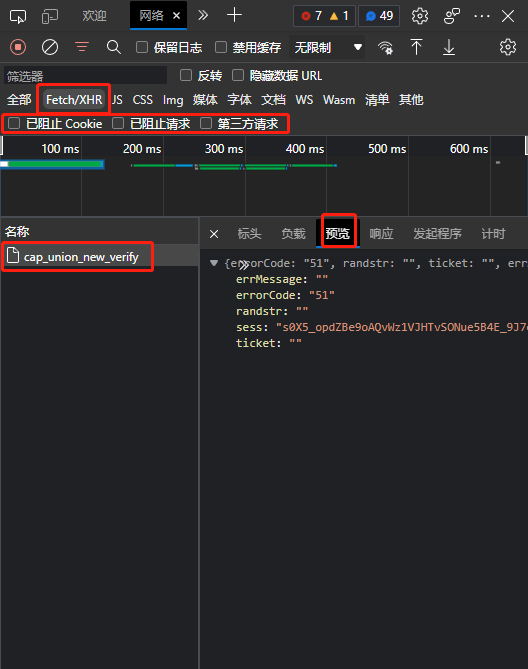 欢迎 网络 7 1 49
保留日志 禁用缓存 无限制
筛选器 反转 隐藏数据 URL
全部 Fetch/XHR JS CSS Img 媒体 字体 文档 WS Wasm 清单 其他
已阻止 Cookie 已阻止请求 第三方请求
100 ms 200 ms 300 ms 400 ms 500 ms 600 ms
名称 标头 负载 预览 响应 发起程序 计时
cap_union_new_verify
{errorCode: "51", randstr: "", ticket: "", err
errMessage: ""
errorCode: "51"
randstr: ""
sess: "s0X5_opdZBe9oAQvWz1VJHTvSONue5B4E_9J7
ticket: ""